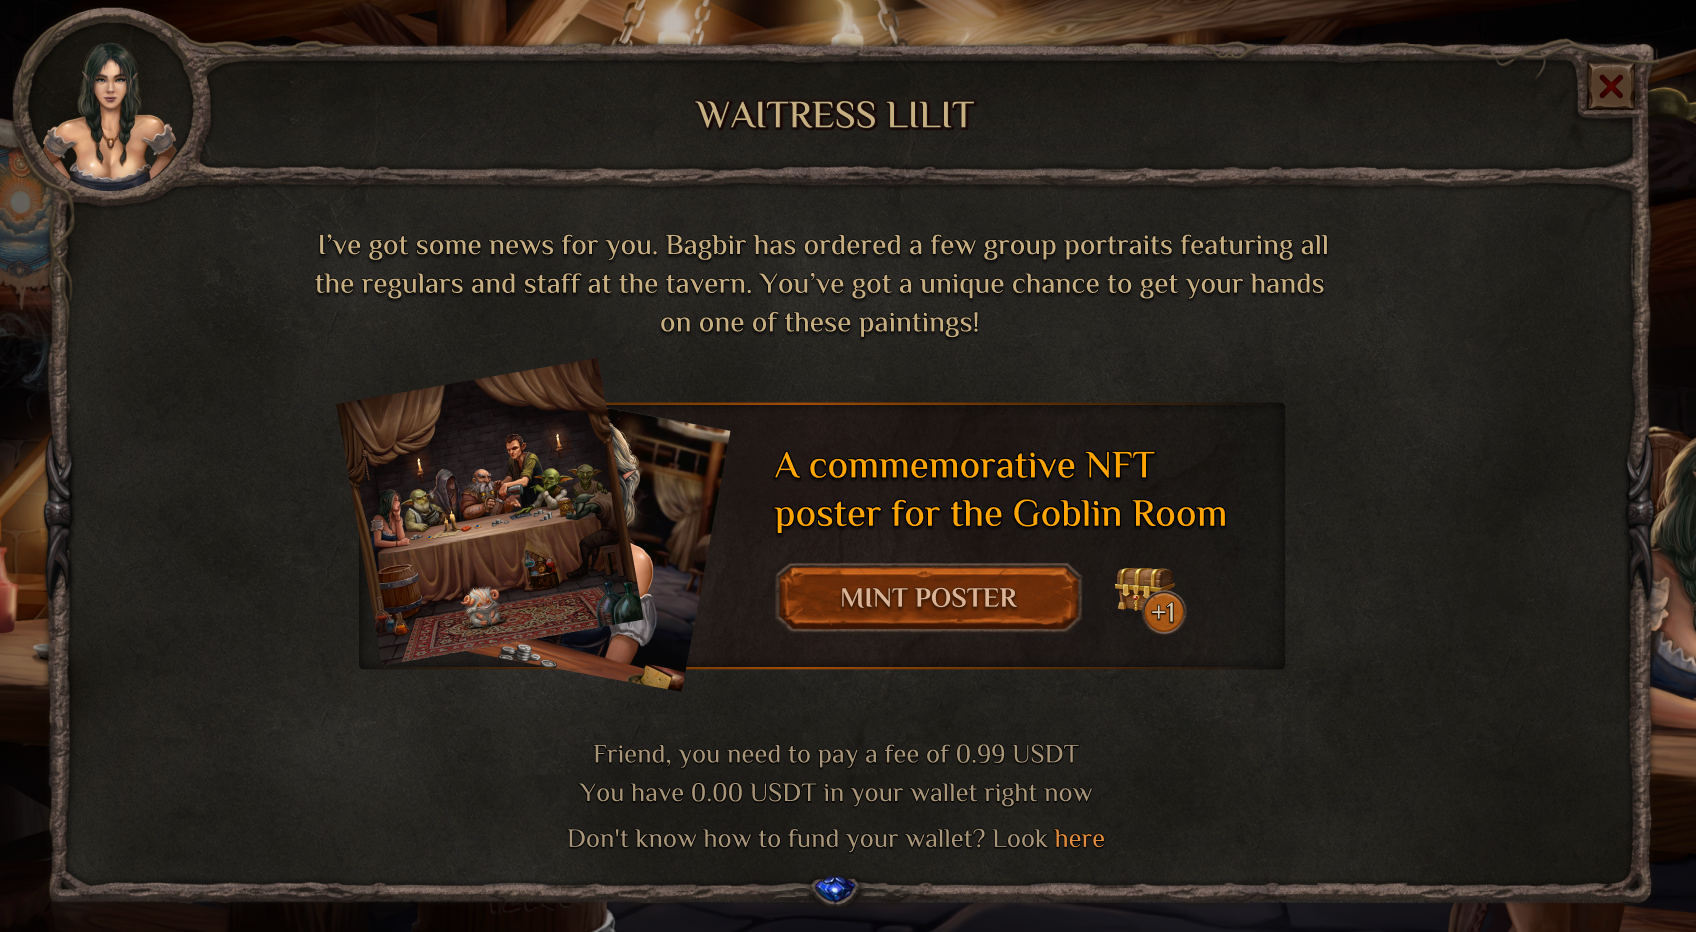 WAITRESS LILIT
I’ve got some news for you. Bagbir has ordered a few group portraits featuring all
the regulars and staff at the tavern. You’ve got a unique chance to get your hands
on one of these paintings!
A commemorative NFT
poster for the Goblin Room
MINT POSTER
+1
Friend, you need to pay a fee of 0.99 USDT
You have 0.00 USDT in your wallet right now
Don't know how to fund your wallet? Look here